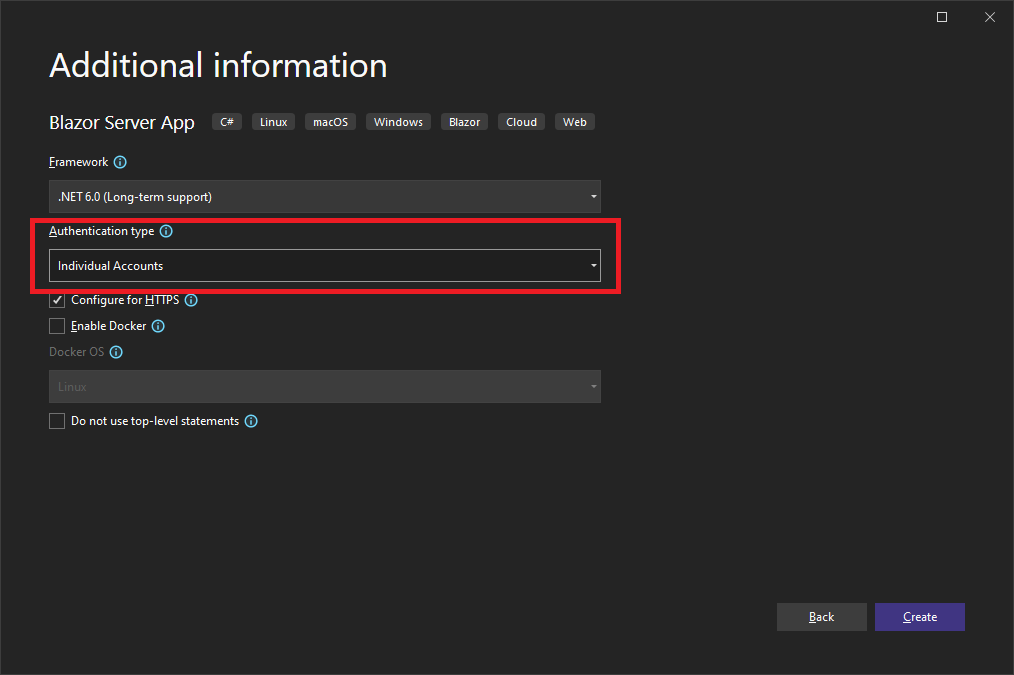 Additional information
Blazor Server App C# Linux macOS Windows Blazor Cloud Web
Framework
.NET 6.0 (Long-term support)
Authentication type
Individual Accounts
Configure for HTTPS
Enable Docker
Docker OS
Linux
Do not use top-level statements
Back Create